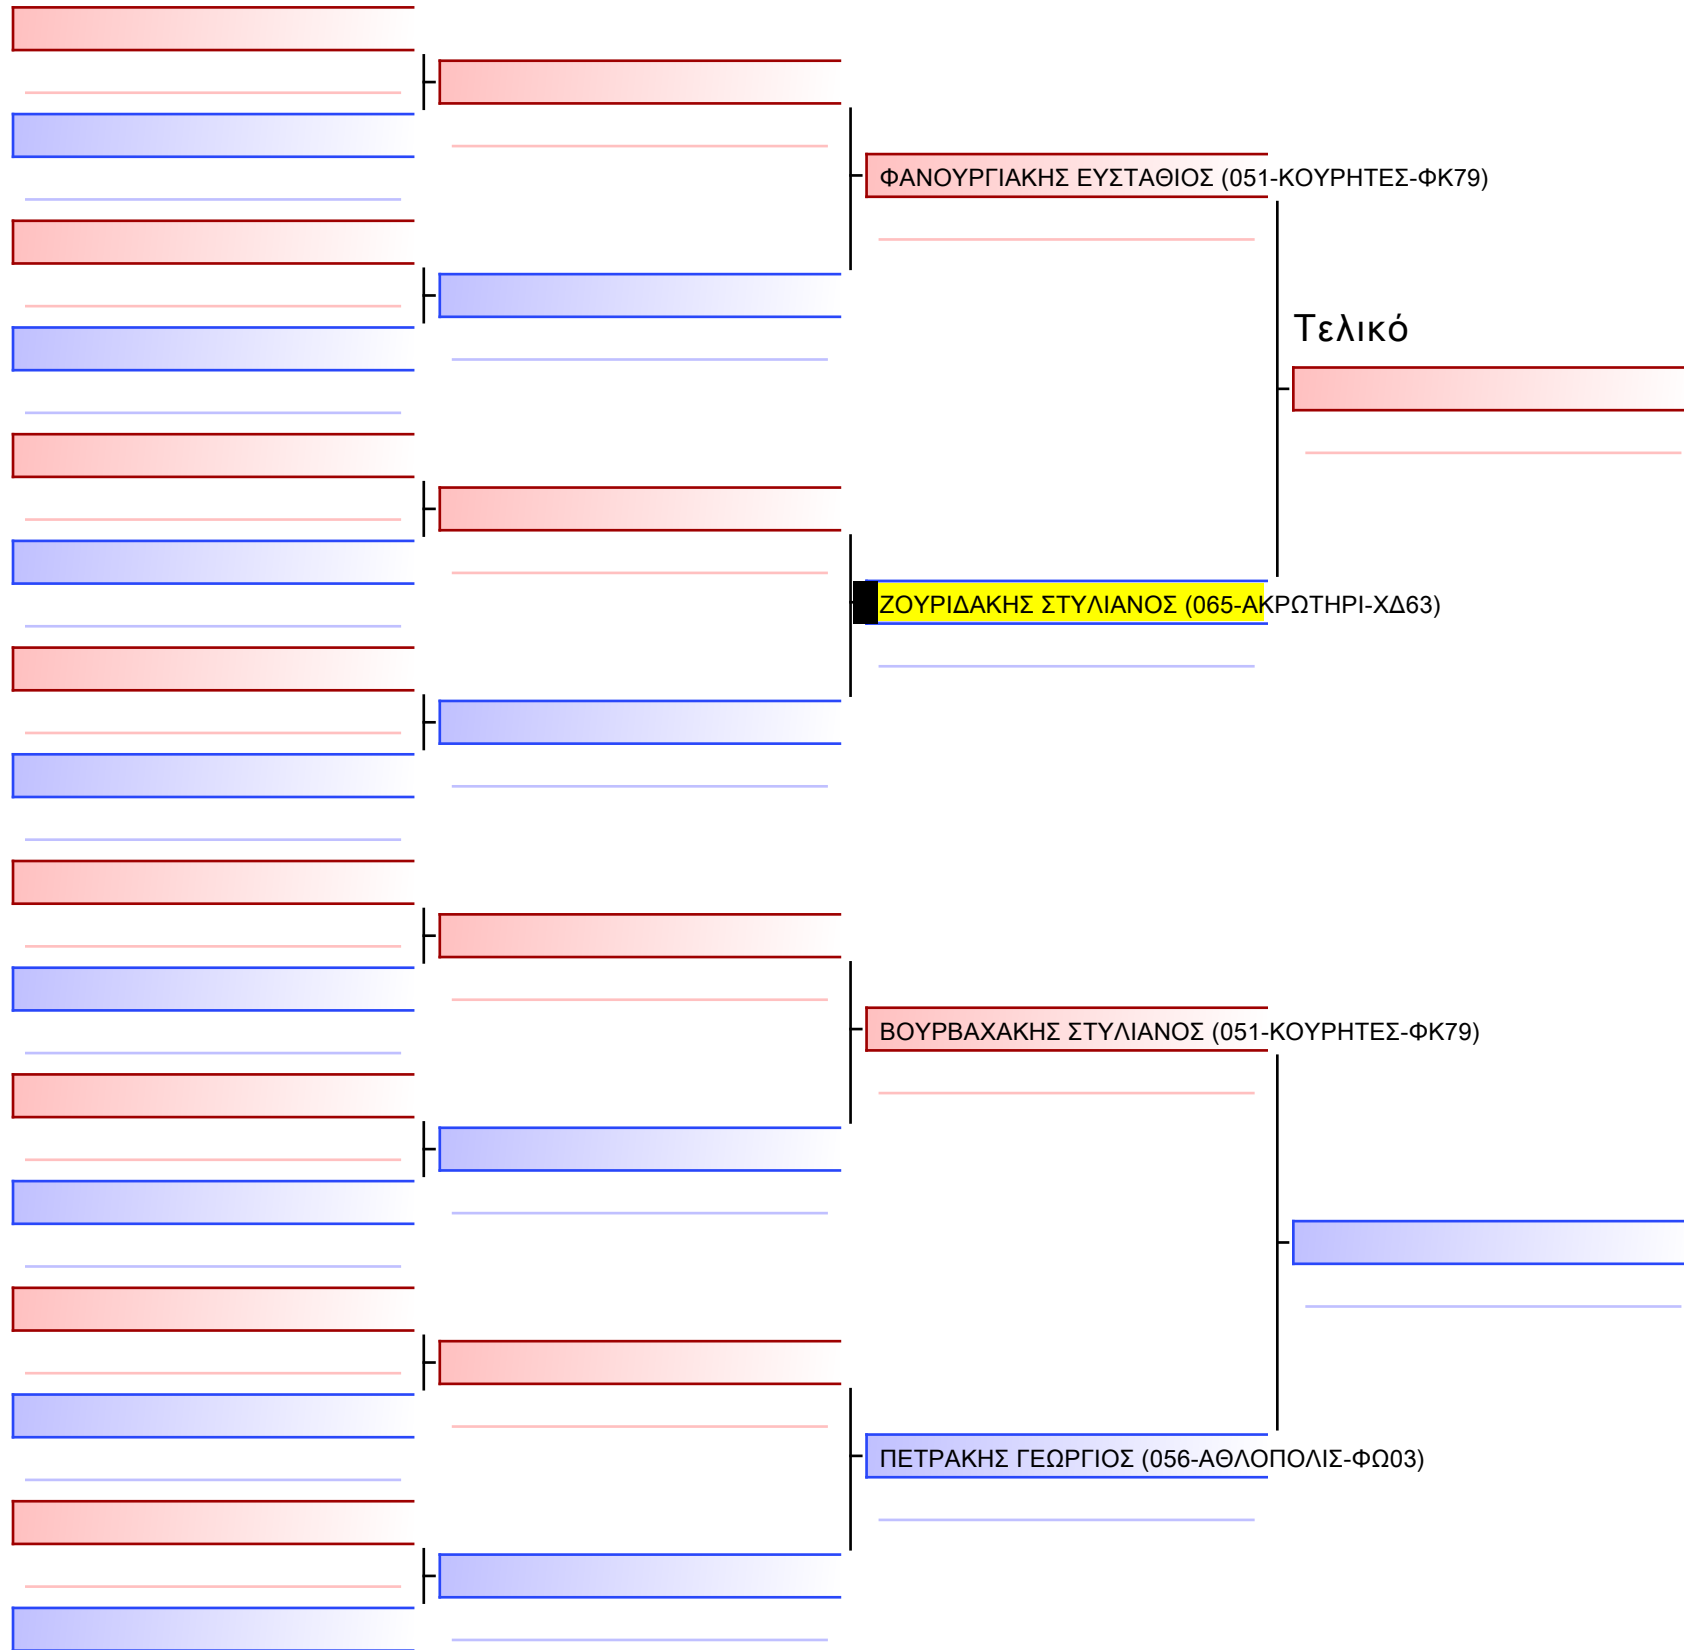 ΦΑΝΟΥΡΓΙΑΚΗΣ ΕΥΣΤΑΘΙΟΣ (051-ΚΟΥΡΗΤΕΣ-ΦΚ79)
Τελικό
ΖΟΥΡΙΔΑΚΗΣ ΣΤΥΛΙΑΝΟΣ (065-ΑΚΡΩΤΗΡΙ-ΧΔ63)
ΒΟΥΡΒΑΧΑΚΗΣ ΣΤΥΛΙΑΝΟΣ (051-ΚΟΥΡΗΤΕΣ-ΦΚ79)
ΠΕΤΡΑΚΗΣ ΓΕΩΡΓΙΟΣ (056-ΑΘΛΟΠΟΛΙΣ-ΦΩ03)